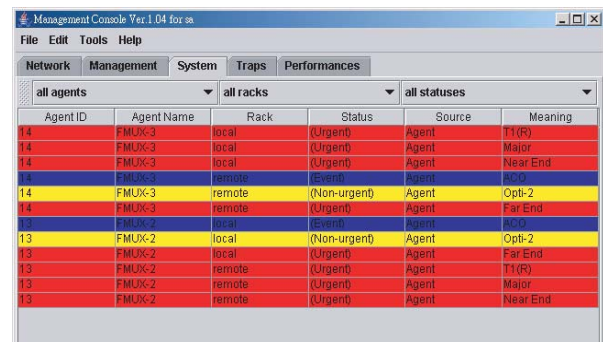 Management Console Ver.1.04 for sa
File Edit Tools Help
Network Management System Traps Performances
all agents all racks all statuses
Agent ID Agent Name Rack Status Source Meaning
14 FMUX-3 local (Urgent) Agent T1(R)
14 FMUX-3 local (Urgent) Agent Major
14 FMUX-3 local (Urgent) Agent Near End
14 FMUX-3 remote (Event) Agent ACO
14 FMUX-3 remote (Non-urgent) Agent Opti-2
14 FMUX-3 remote (Urgent) Agent Far End
13 FMUX-2 local (Event) Agent ACO
13 FMUX-2 local (Non-urgent) Agent Opti-2
13 FMUX-2 local (Urgent) Agent Far End
13 FMUX-2 remote (Urgent) Agent T1(R)
13 FMUX-2 remote (Urgent) Agent Major
13 FMUX-2 remote (Urgent) Agent Near End